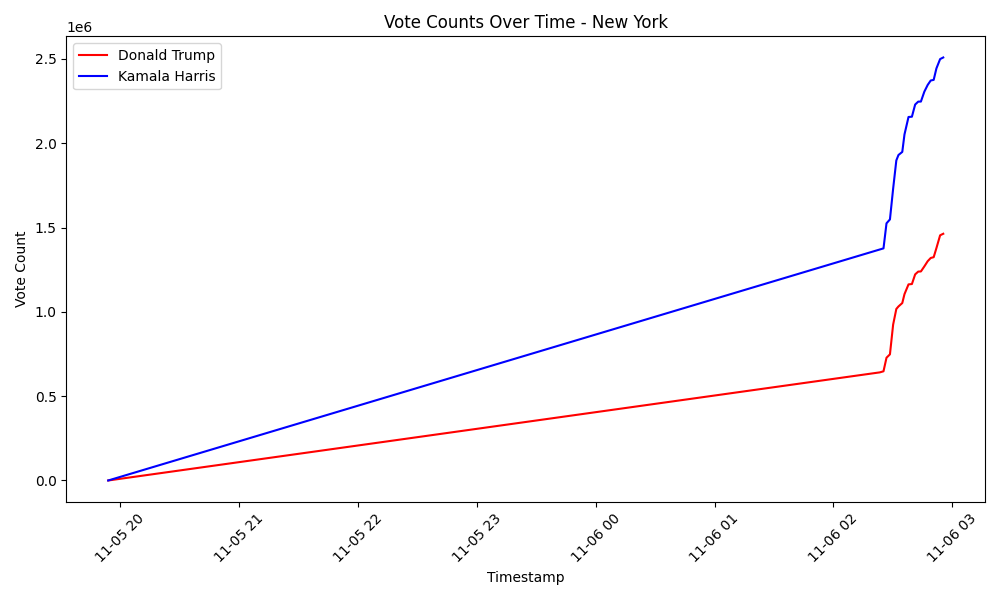 Vote Counts Over Time - New York
1e6
Donald Trump
Kamala Harris
2.5
2.0
1.5
1.0
0.5
0.0
Vote Count
11-05 20
11-05 21
11-05 22
11-05 23
11-06 00
11-06 01
11-06 02
11-06 03
Timestamp